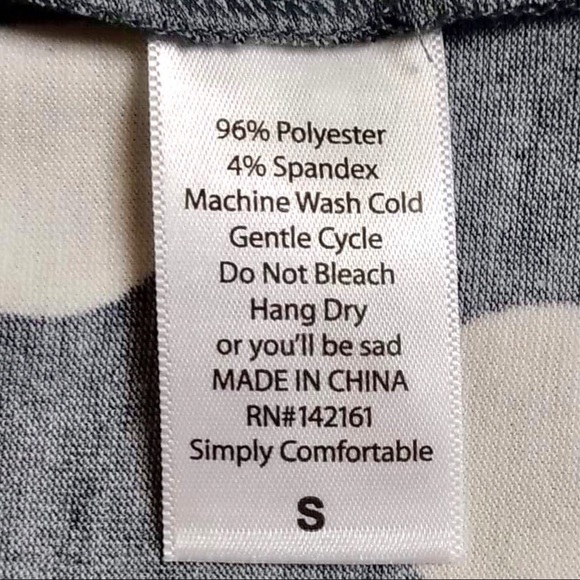 96% Polyester
4% Spandex
Machine Wash Cold
Gentle Cycle
Do Not Bleach
Hang Dry
or you'll be sad
MADE IN CHINA
RN#142161
Simply Comfortable
S